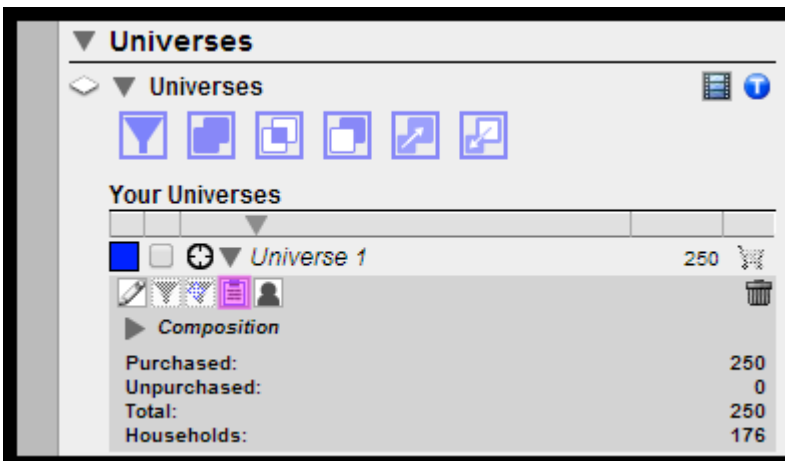 Universes
Universes
T
Your Universes
Universe 1 250
Composition
Purchased: 250
Unpurchased: 0
Total: 250
Households: 176